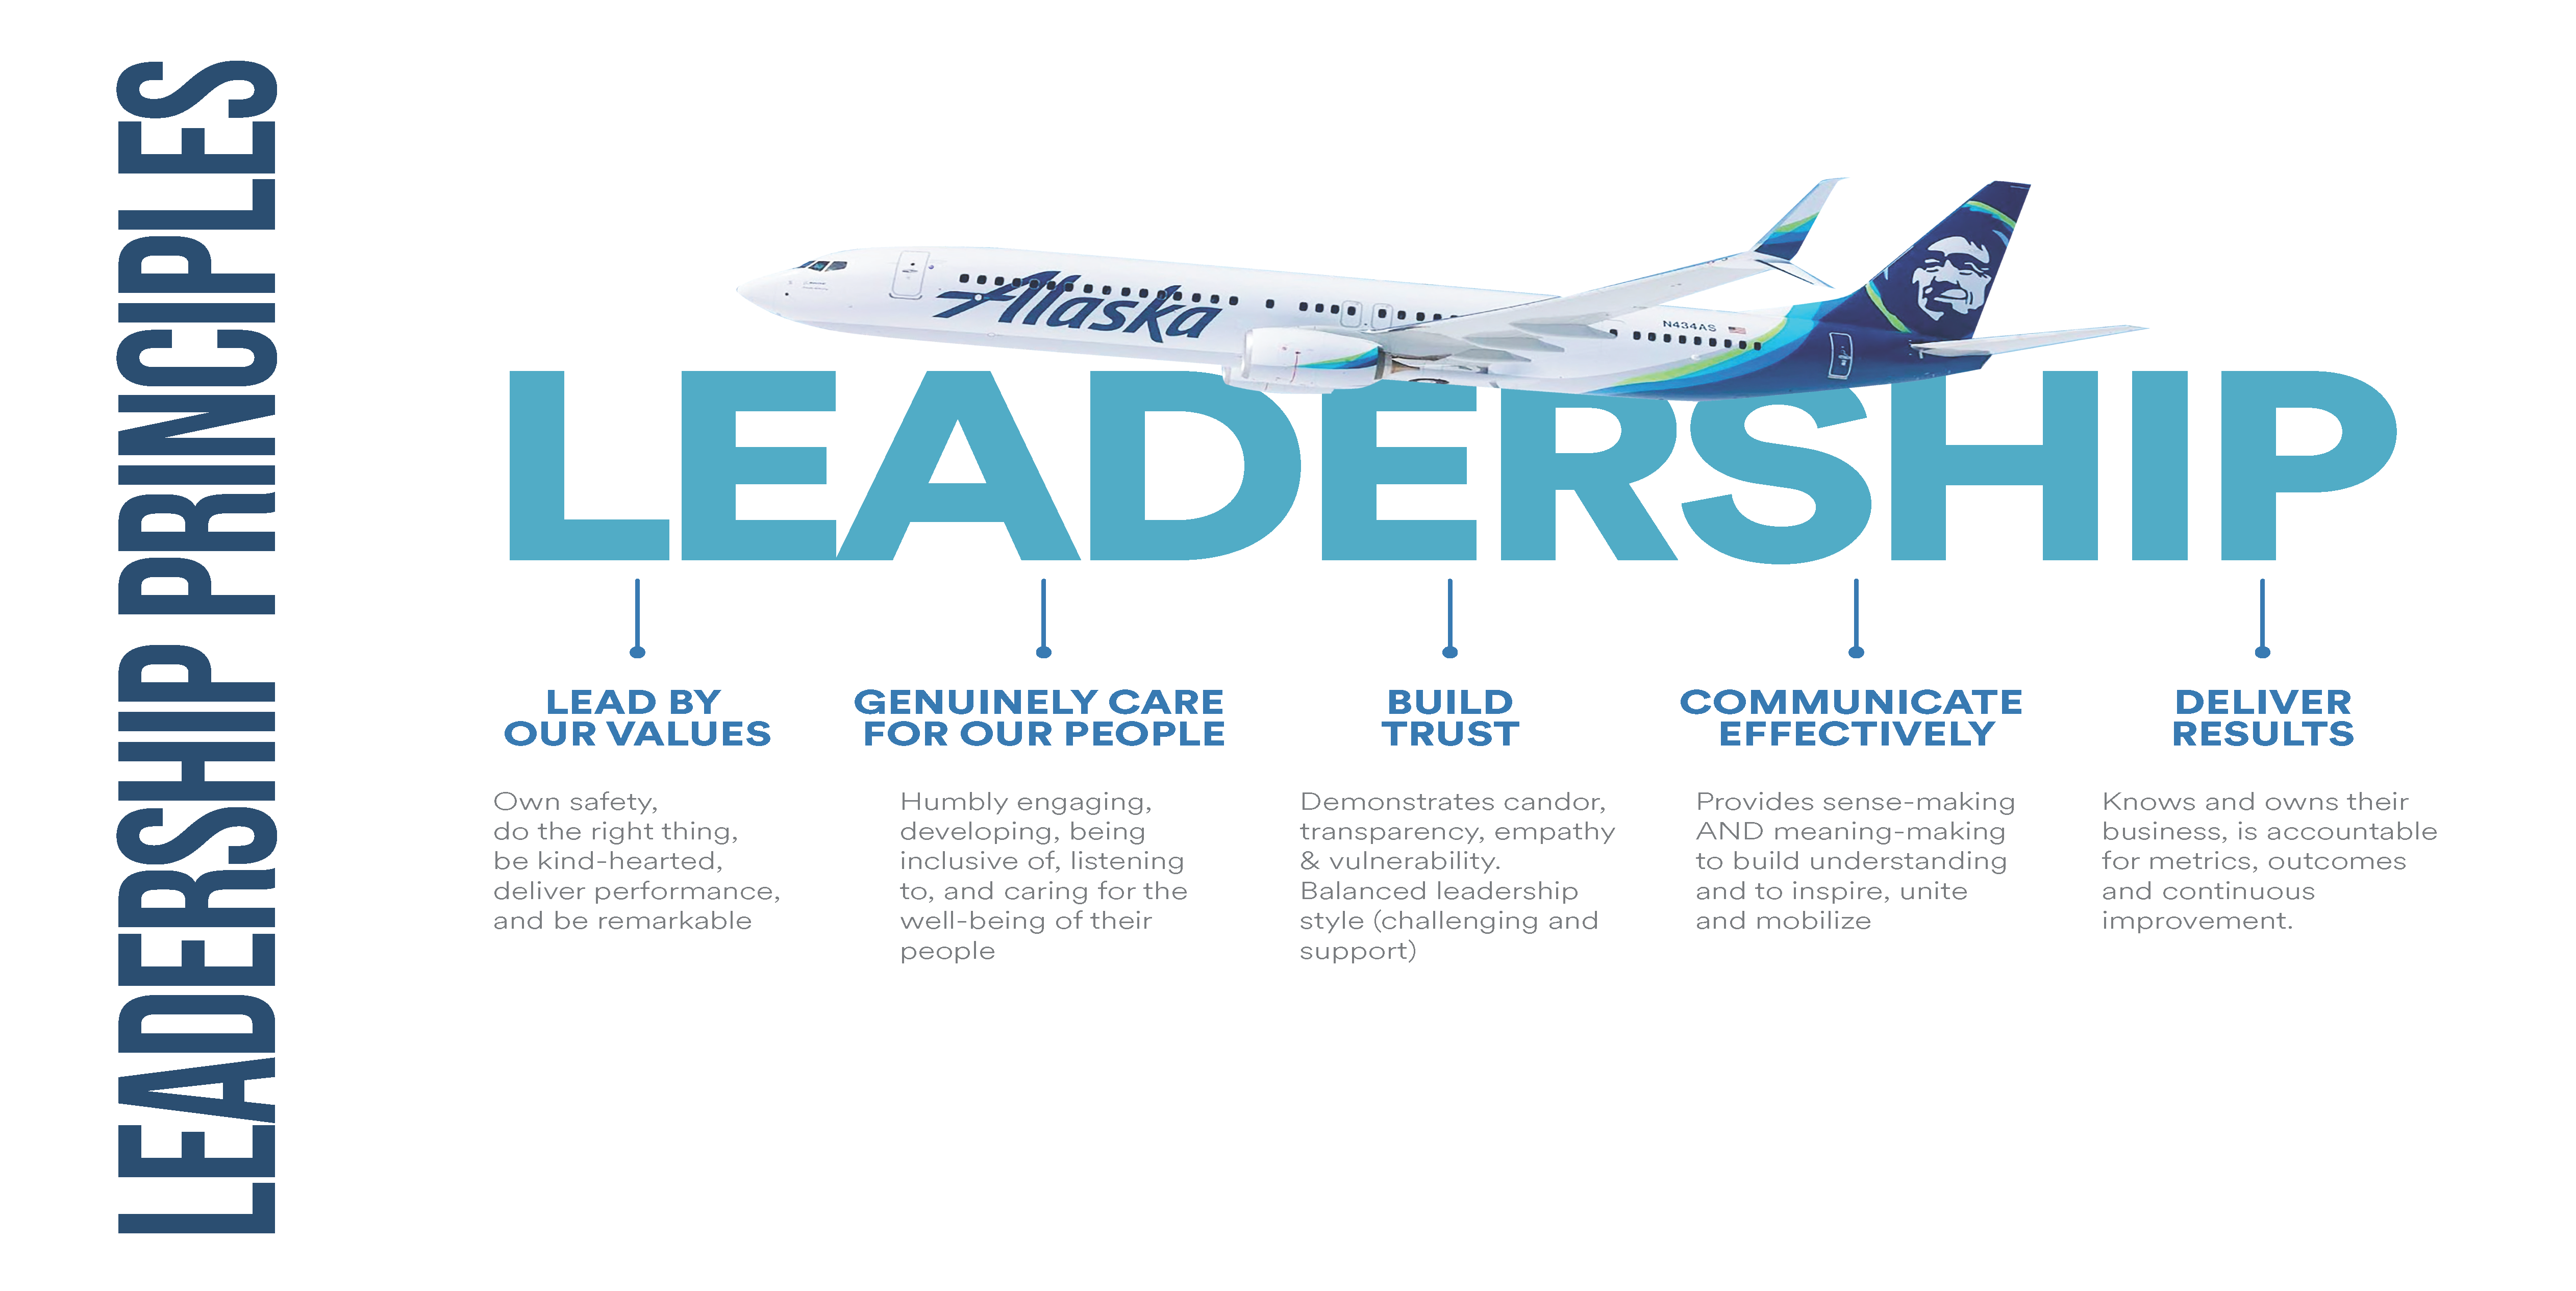 LEADERSHIP PRINCIPLES
Alaska
N434AS
LEADERSHIP
LEAD BY
OUR VALUES
Own safety,
do the right thing,
be kind-hearted,
deliver performance,
and be remarkable
GENUINELY CARE
FOR OUR PEOPLE
Humbly engaging,
developing, being
inclusive of, listening
to, and caring for the
well-being of their
people
BUILD
TRUST
Demonstrates candor,
transparency, empathy
& vulnerability.
Balanced leadership
style (challenging and
support)
COMMUNICATE
EFFECTIVELY
Provides sense-making
AND meaning-making
to build understanding
and to inspire, unite
and mobilize
DELIVER
RESULTS
Knows and owns their
business, is accountable
for metrics, outcomes
and continuous
improvement.